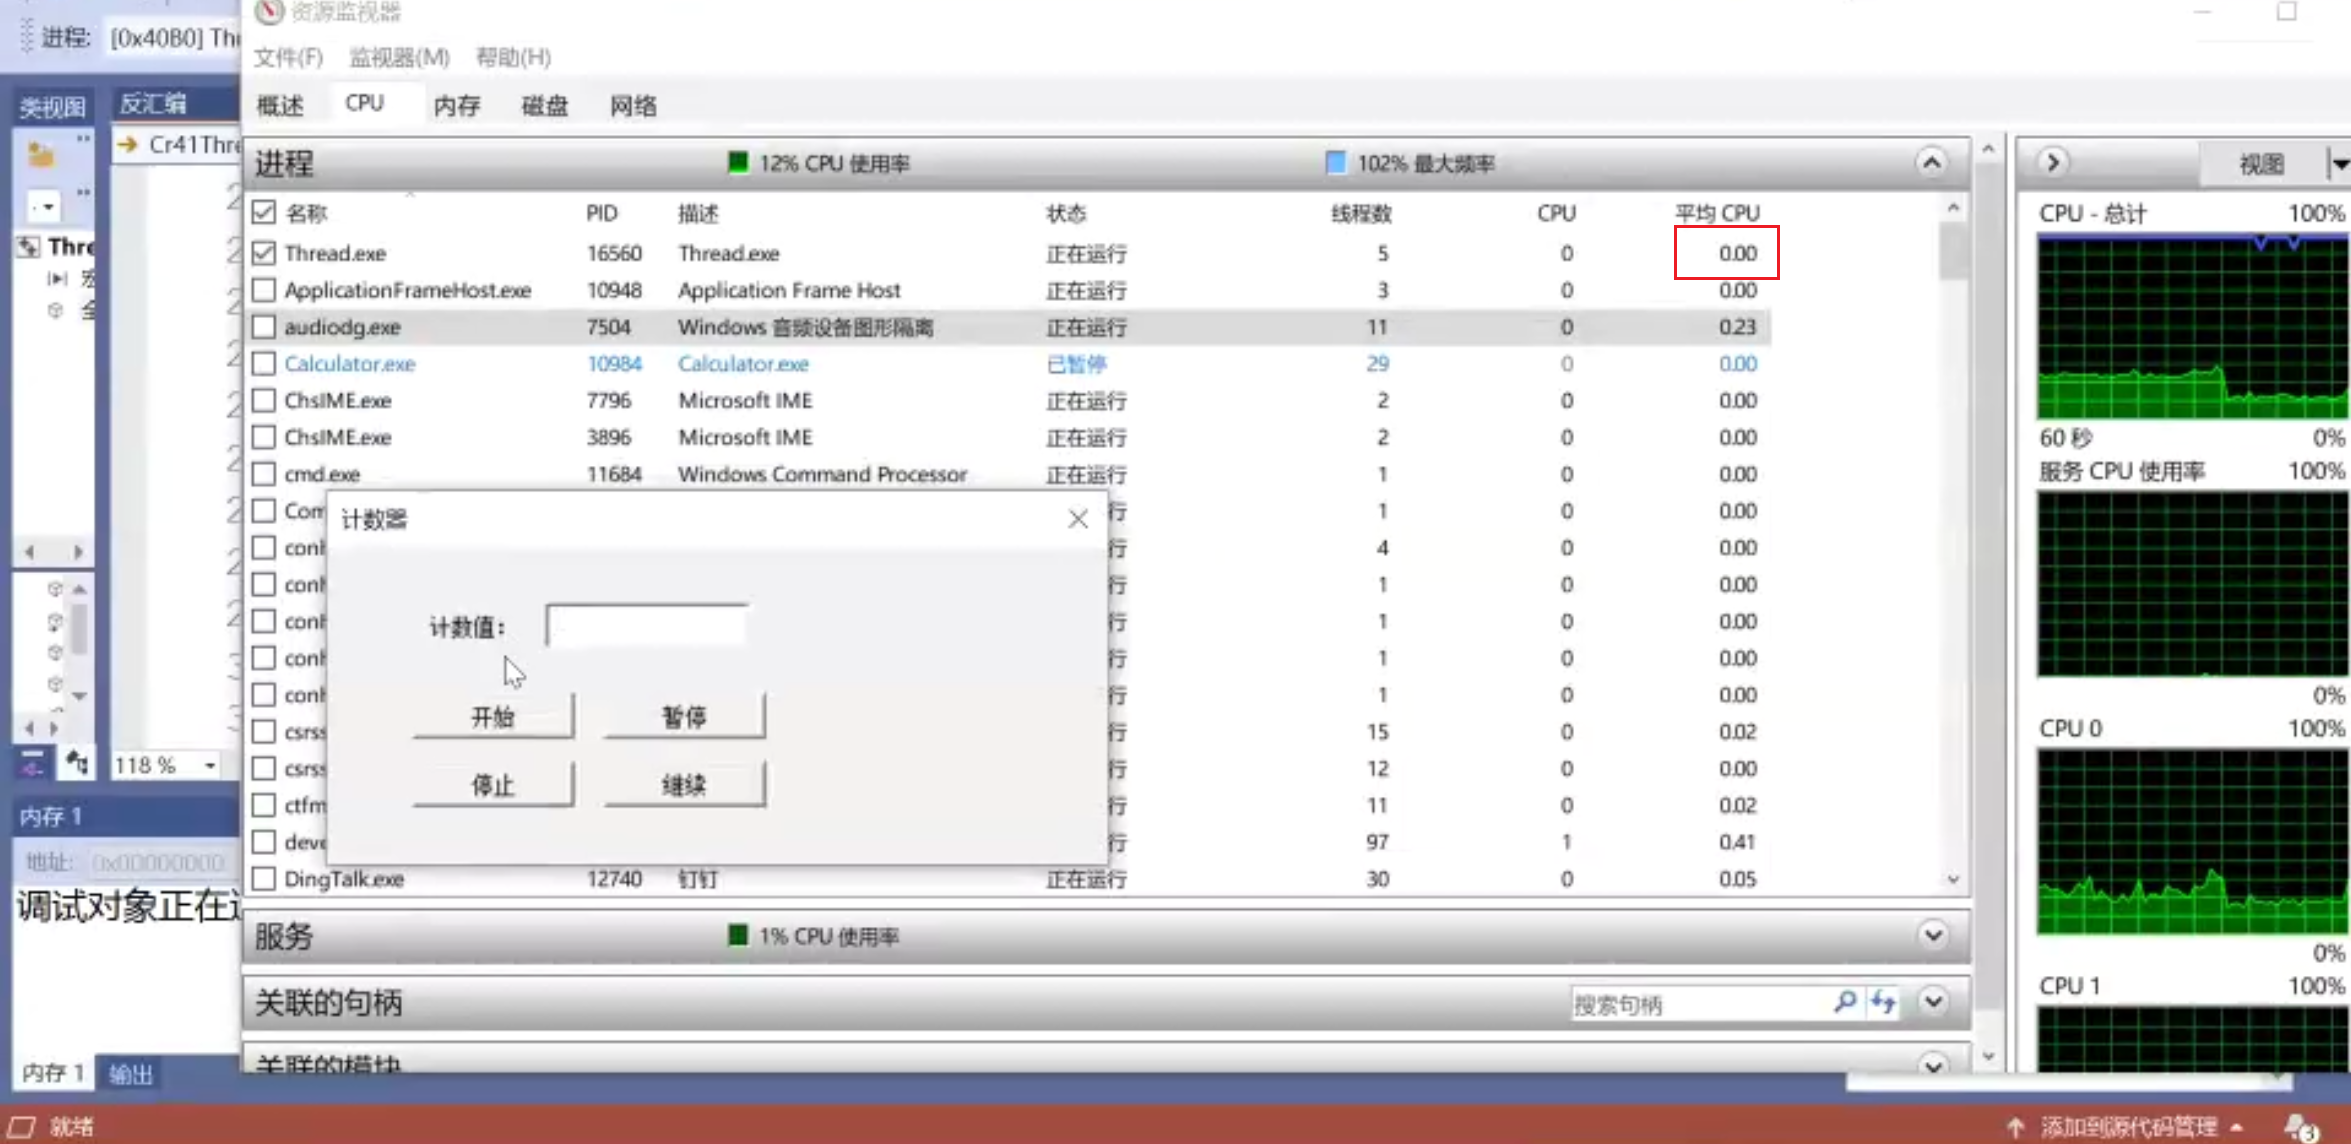 资源监视器
进程: [0x40B0] Th
文件(F) 监视器(M) 帮助(H)
类视图 反汇编
概述 CPU 内存 磁盘 网络
Cr41Thre
进程 12% CPU 使用率 102% 最大频率
视图
名称 PID 描述 状态 线程数 CPU 平均 CPU
Thread.exe 16560 Thread.exe 正在运行 5 0 0.00
ApplicationFrameHost.exe 10948 Application Frame Host 正在运行 3 0 0.00
audiodg.exe 7504 Windows 音频设备图形隔离 正在运行 11 0 0.23
Calculator.exe 10984 Calculator.exe 已暂停 29 0 0.00
ChsIME.exe 7796 Microsoft IME 正在运行 2 0 0.00
ChsIME.exe 3896 Microsoft IME 正在运行 2 0 0.00
cmd.exe 11684 Windows Command Processor 正在运行 1 0 0.00
Com 行 1 0 0.00
conh 行 4 0 0.00
conh 行 1 0 0.00
conh 行 1 0 0.00
conh 行 1 0 0.00
conh 行 1 0 0.00
csrss 行 15 0 0.02
csrss 行 12 0 0.00
ctfm 行 11 0 0.02
deve 行 97 1 0.41
DingTalk.exe 12740 钉钉 正在运行 30 0 0.05
计数器
计数值:
开始 暂停
停止 继续
服务 1% CPU 使用率
关联的句柄 搜索句柄
关联的模块
CPU - 总计 100%
60 秒 0%
服务 CPU 使用率 100%
0%
CPU 0 100%
0%
CPU 1 100%
Thre
118 %
内存 1
地址: 0x00000000
调试对象正在
内存 1 输出
就绪 添加到源代码管理 3